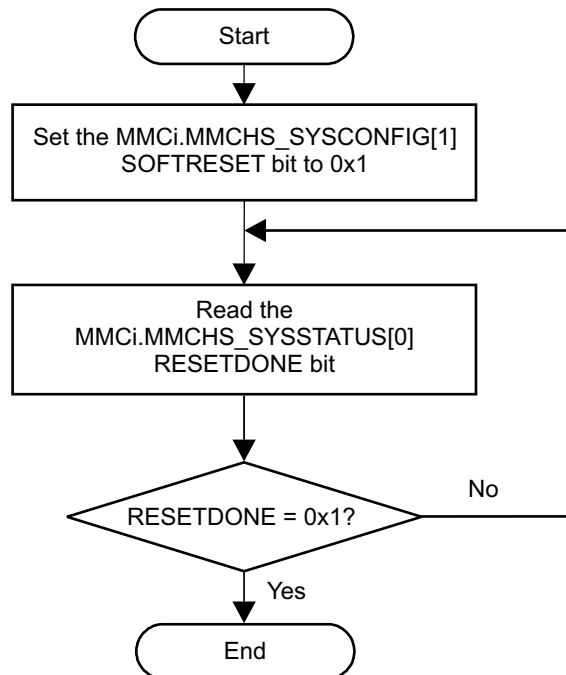 Start
Set the MMCi.MMCHS_SYSCONFIG[1]
SOFTRESET bit to 0x1
Read the
MMCi.MMCHS_SYSSTATUS[0]
RESETDONE bit
RESETDONE = 0x1?
No
Yes
End